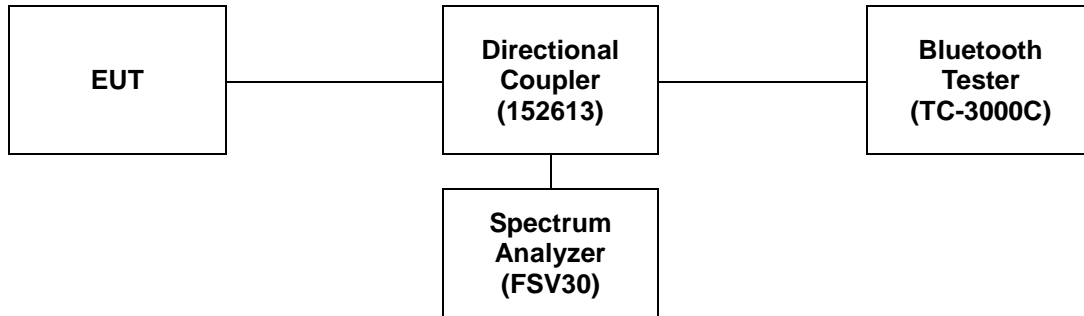 EUT
Directional
Coupler
(152613)
Bluetooth
Tester
(TC-3000C)
Spectrum
Analyzer
(FSV30)